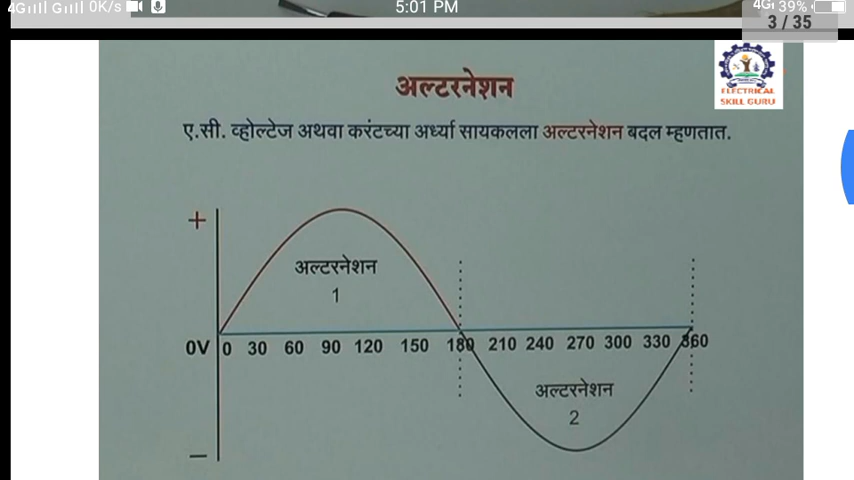 4G G 0K/s 5:01 PM 4G 39%
3 / 35
ELECTRICAL
SKILL GURU
अल्टरनेशन
ए.सी. व्होल्टेज अथवा करंटच्या अर्ध्या सायकलला अल्टरनेशन बदल म्हणतात.
+
अल्टरनेशन
1
0V 0 30 60 90 120 150 180 210 240 270 300 330 360
अल्टरनेशन
2
—